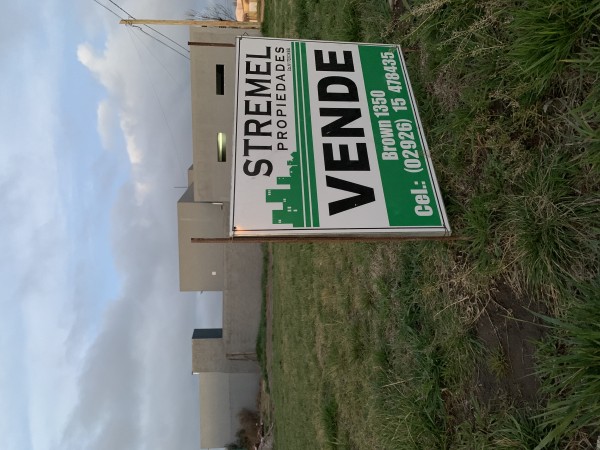 STREMEL
PROPIEDADES
VENDE
Brown 1350
cel.: (02926) 15 478435